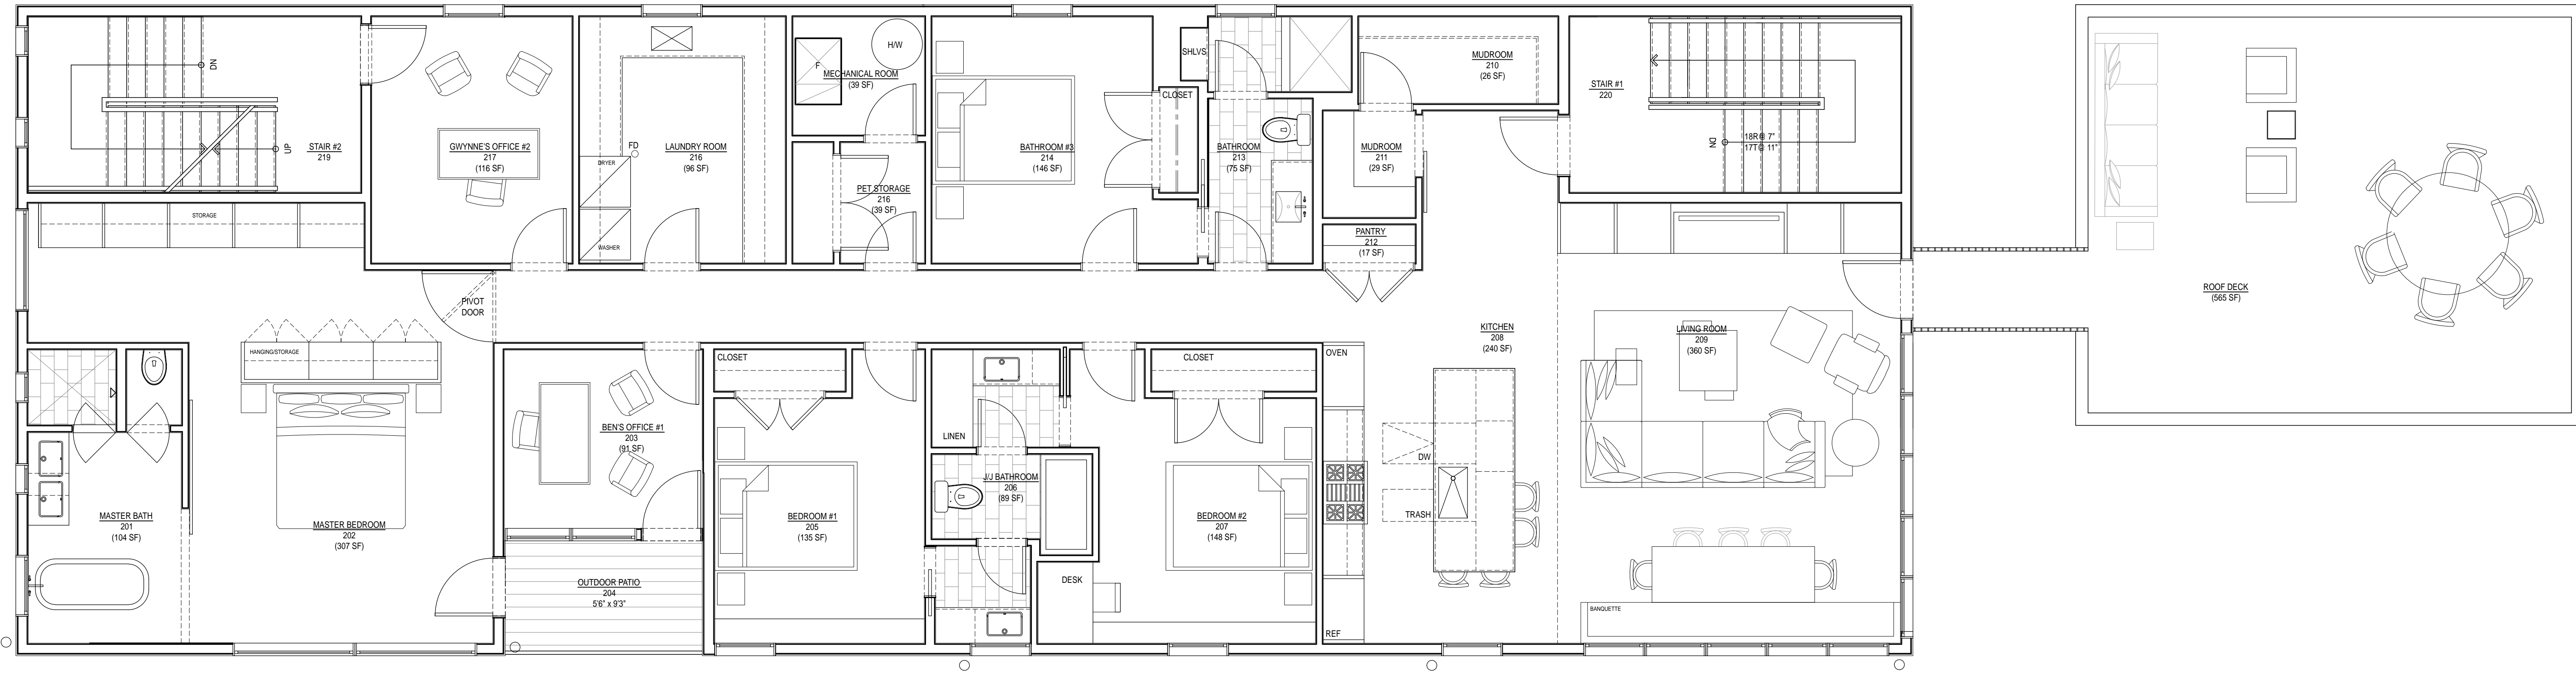 DN
UP
STAIR #2
219
STORAGE
GWYNNE'S OFFICE #2
217
(116 SF)
FD
DRYER
WASHER
LAUNDRY ROOM
216
(96 SF)
H/W
F
MECHANICAL ROOM
(39 SF)
PET STORAGE
216
(39 SF)
BATHROOM #3
214
(146 SF)
CLOSET
SHLVS
BATHROOM
213
(75 SF)
MUDROOM
210
(26 SF)
MUDROOM
211
(29 SF)
PANTRY
212
(17 SF)
STAIR #1
220
DN
18R@ 7"
17T@ 11"
PIVOT
DOOR
HANGING/STORAGE
MASTER BATH
201
(104 SF)
MASTER BEDROOM
202
(307 SF)
BEN'S OFFICE #1
203
(91 SF)
OUTDOOR PATIO
204
5'6" x 9'3"
CLOSET
BEDROOM #1
205
(135 SF)
LINEN
J/J BATHROOM
206
(89 SF)
CLOSET
BEDROOM #2
207
(148 SF)
DESK
OVEN
REF
KITCHEN
208
(240 SF)
DW
TRASH
LIVING ROOM
209
(360 SF)
BANQUETTE
ROOF DECK
(565 SF)